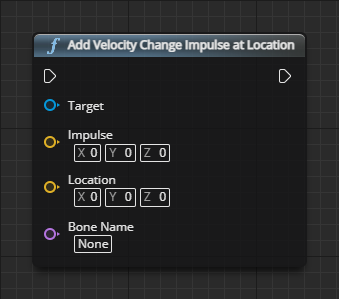 f Add Velocity Change Impulse at Location
Target
Impulse
X 0 Y 0 Z 0
Location
X 0 Y 0 Z 0
Bone Name
None